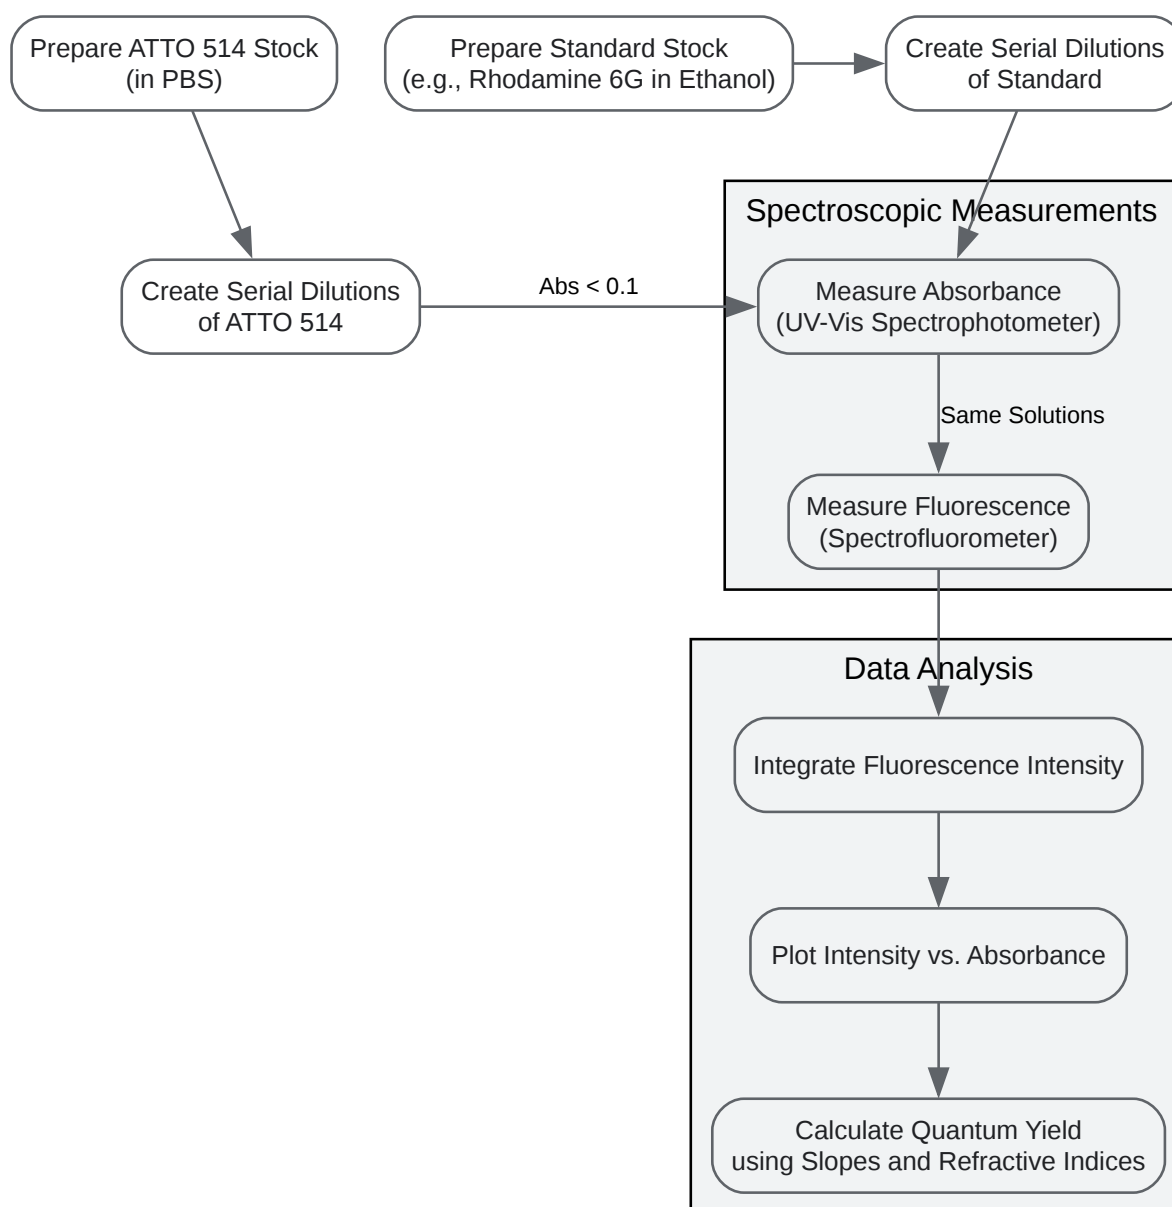 Prepare ATTO 514 Stock
(in PBS)
Prepare Standard Stock
(e.g., Rhodamine 6G in Ethanol)
Create Serial Dilutions
of Standard
Spectroscopic Measurements
Create Serial Dilutions
of ATTO 514
Abs < 0.1
Measure Absorbance
(UV-Vis Spectrophotometer)
Same Solutions
Measure Fluorescence
(Spectrofluorometer)
Data Analysis
Integrate Fluorescence Intensity
Plot Intensity vs. Absorbance
Calculate Quantum Yield
using Slopes and Refractive Indices